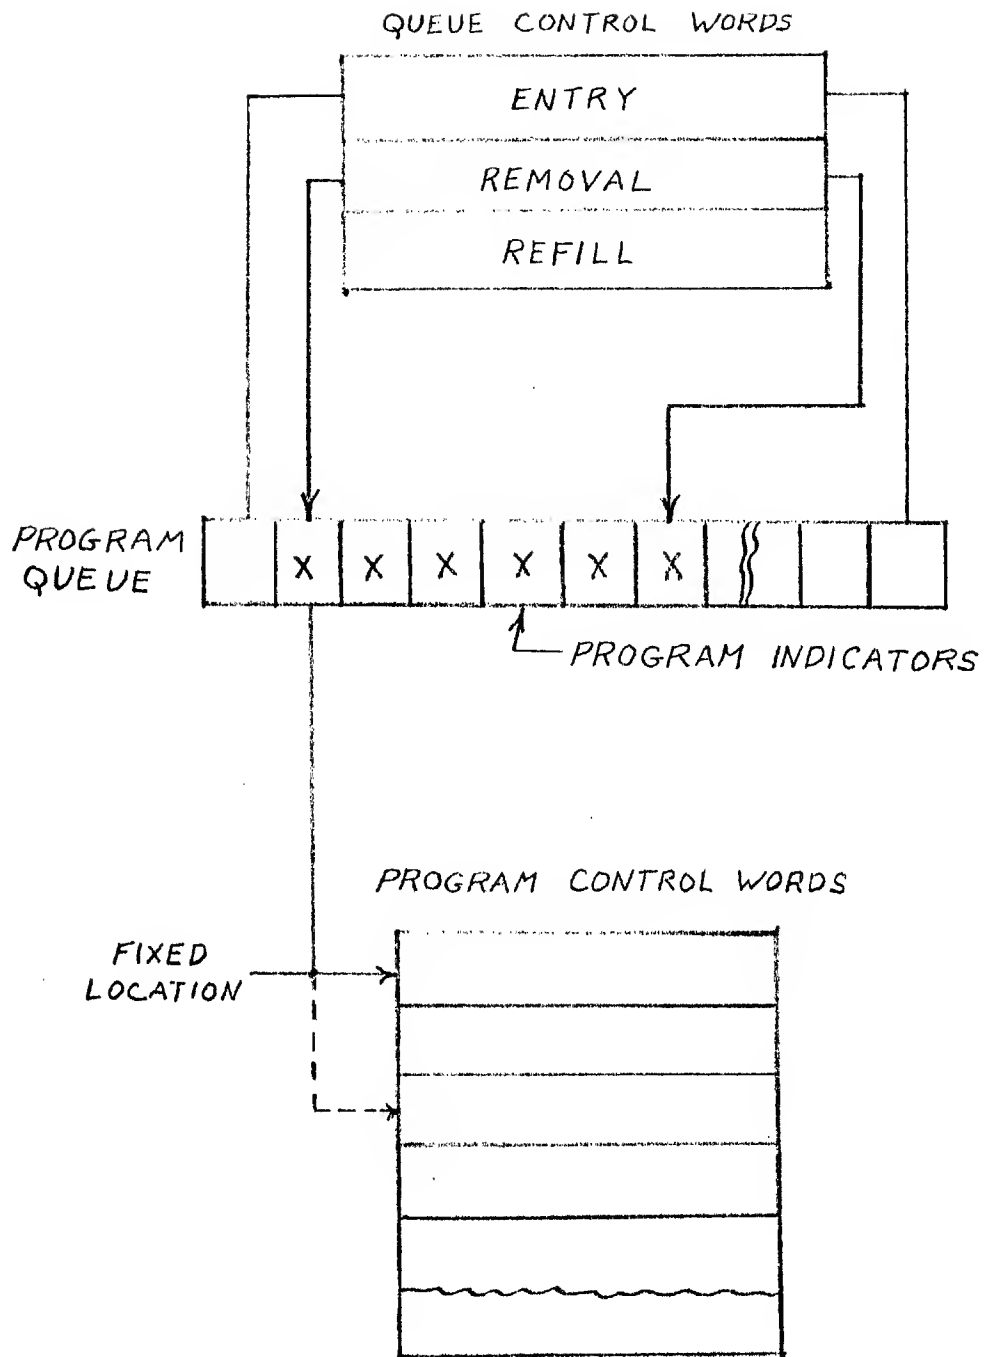 QUEUE CONTROL WORDS
ENTRY
REMOVAL
REFILL
PROGRAM
QUEUE
X X X X X X
PROGRAM INDICATORS
PROGRAM CONTROL WORDS
FIXED
LOCATION